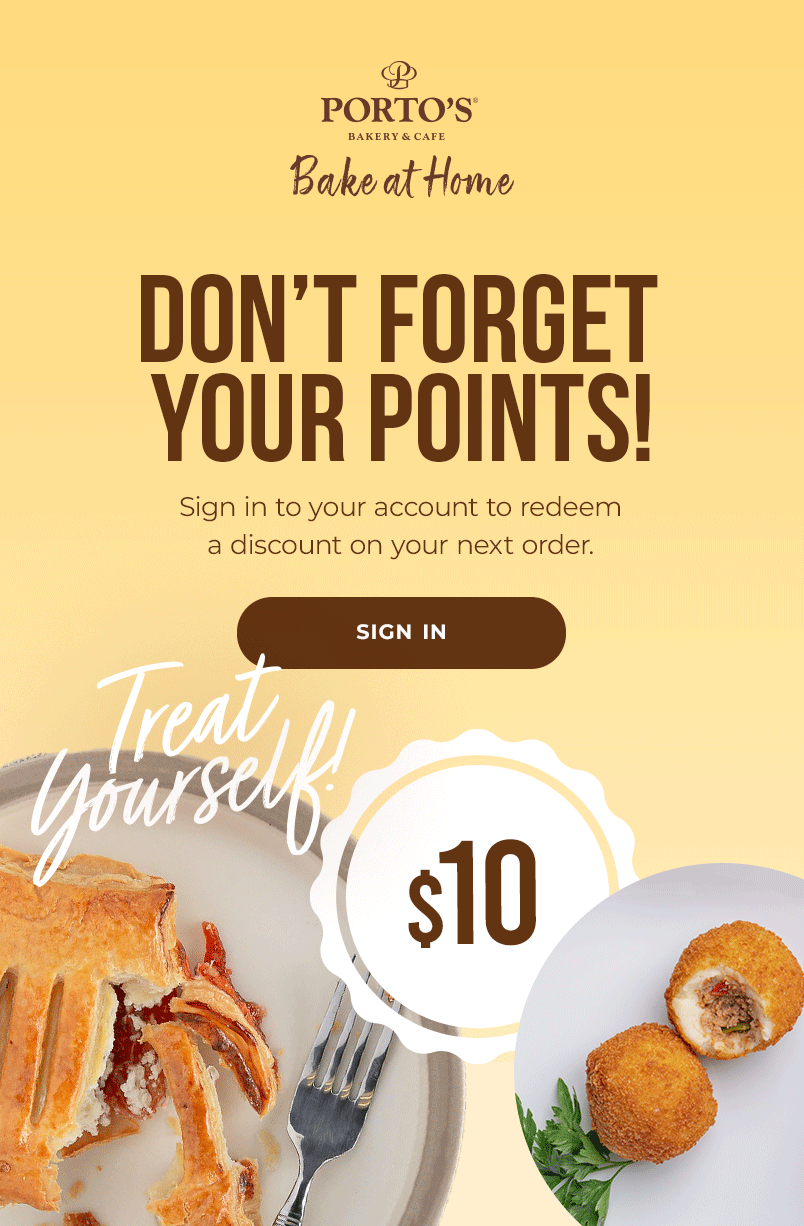 PORTO'S®
BAKERY & CAFE
Bake at Home
DON'T FORGET
YOUR POINTS!
Sign in to your account to redeem
a discount on your next order.
SIGN IN
Treat
Yourself!
$10